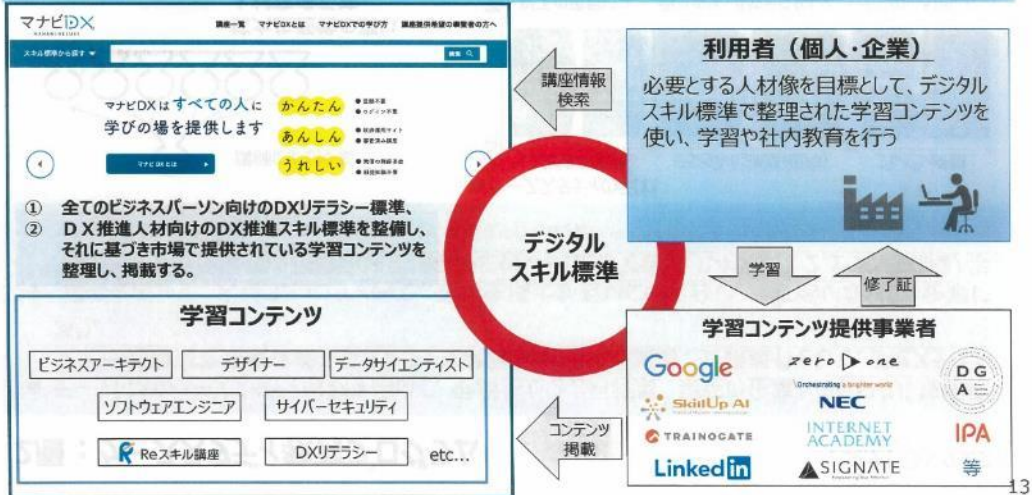 マナビDX
講座一覧 マナビDXとは マナビDXでの学び方 講座提供希望の事業者の方へ
スキル標準から探す
検索
マナビDXはすべての人に
学びの場を提供します
マナビDXとは
かんたん
あんしん
うれしい
① 全てのビジネスパーソン向けのDXリテラシー標準、
② DX推進人材向けのDX推進スキル標準を整備し、
それに基づき市場で提供されている学習コンテンツを
整理し、掲載する。
学習コンテンツ
ビジネスアーキテクト デザイナー データサイエンティスト
ソフトウェアエンジニア サイバーセキュリティ
Reスキル講座 DXリテラシー etc...
講座情報
検索
デジタル
スキル標準
コンテンツ
掲載
利用者（個人・企業）
必要とする人材像を目標として、デジタル
スキル標準で整理された学習コンテンツを
使い、学習や社内教育を行う
学習
修了証
学習コンテンツ提供事業者
Google zero one DGA
Orchestrating a brighter world
SkillUp AI NEC
TRAINOCATE INTERNET ACADEMY IPA
Linked in SIGNATE 等
13